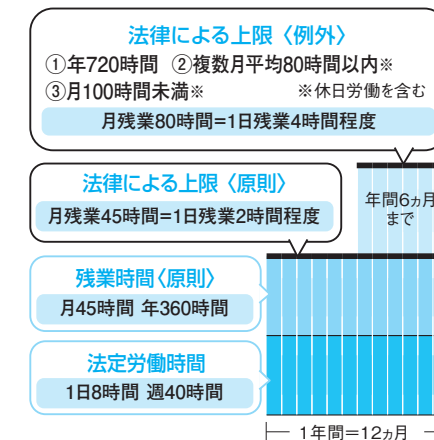 法律による上限〈例外〉
①年720時間 ②複数月平均80時間以内※
③月100時間未満※ ※休日労働を含む
月残業80時間=1日残業4時間程度
法律による上限〈原則〉
月残業45時間=1日残業2時間程度
年間6ヵ月
まで
残業時間〈原則〉
月45時間 年360時間
法定労働時間
1日8時間 週40時間
1年間=12ヵ月